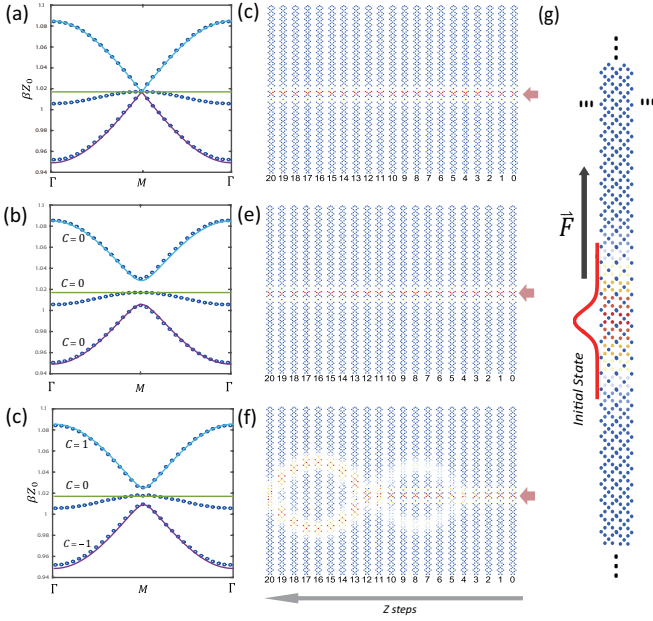 (a)
1.1
1.08
1.06
1.04
1.02
1
0.98
0.96
0.94
βZ₀
Γ
M
Γ
(b)
1.1
1.08
1.06
1.04
1.02
1
0.98
0.96
0.94
βZ₀
C = 0
C = 0
C = 0
Γ
M
Γ
(c)
1.1
1.08
1.06
1.04
1.02
1
0.98
0.96
0.94
βZ₀
C = 1
C = 0
C = −1
Γ
M
Γ
(c)
20 19 18 17 16 15 14 13 12 11 10 9 8 7 6 5 4 3 2 1 0
(e)
20 19 18 17 16 15 14 13 12 11 10 9 8 7 6 5 4 3 2 1 0
(f)
20 19 18 17 16 15 14 13 12 11 10 9 8 7 6 5 4 3 2 1 0
Z steps
(g)
F⃗
Initial State